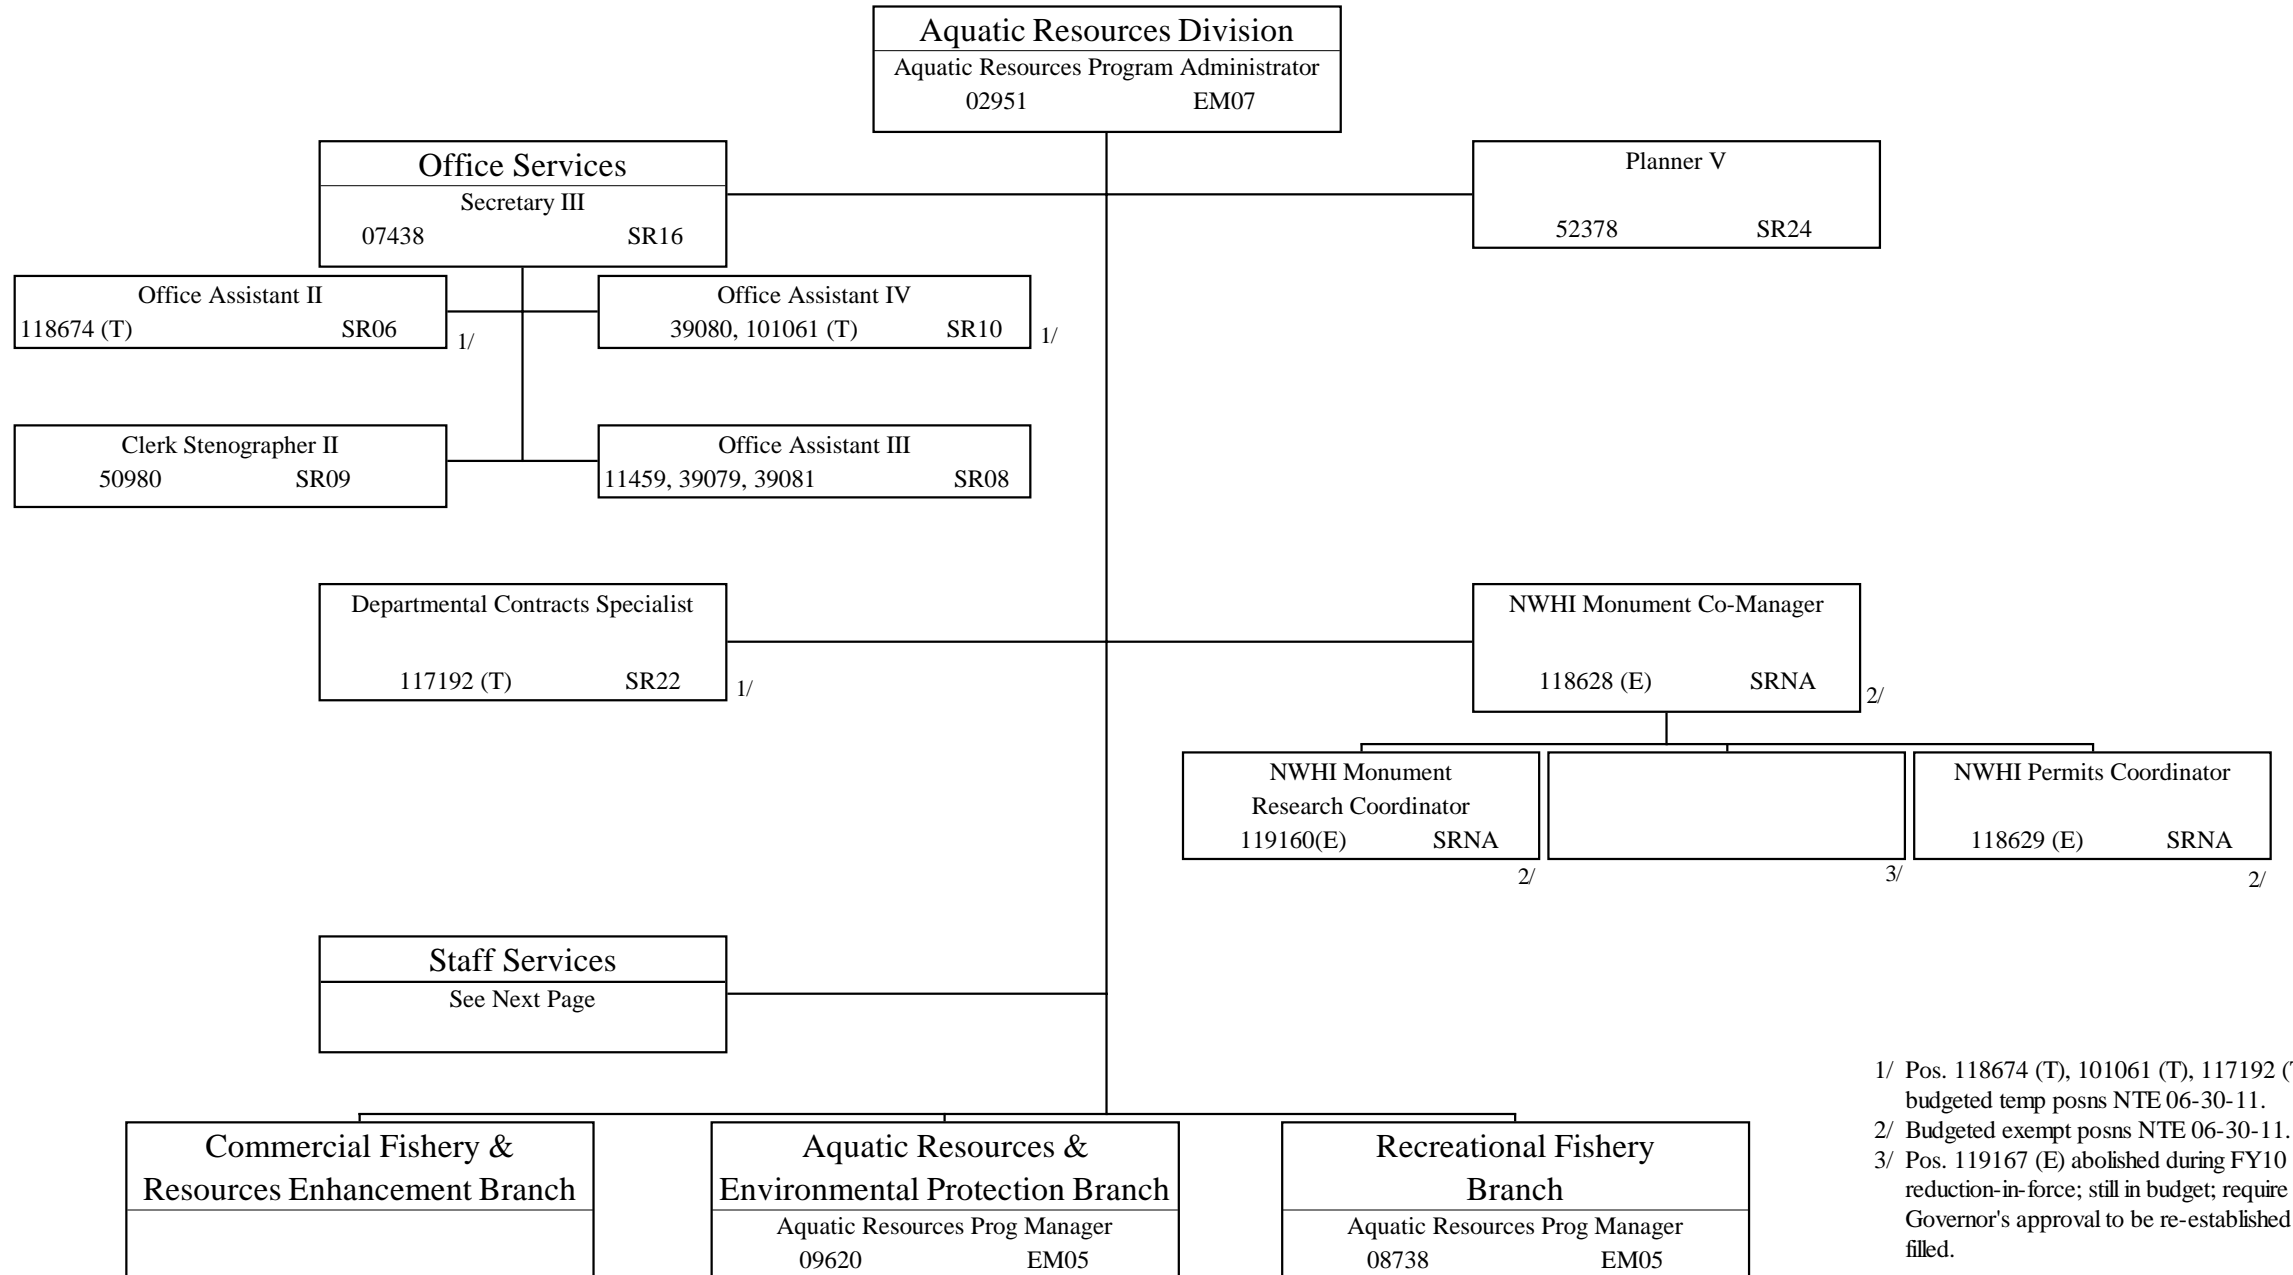 Aquatic Resources Division
Aquatic Resources Program Administrator
02951 EM07
Office Services
Secretary III
07438 SR16
Planner V
52378 SR24
Office Assistant II
118674 (T) SR06
1/
Office Assistant IV
39080, 101061 (T) SR10
1/
Clerk Stenographer II
50980 SR09
Office Assistant III
11459, 39079, 39081 SR08
Departmental Contracts Specialist
117192 (T) SR22
1/
NWHI Monument Co-Manager
118628 (E) SRNA
2/
NWHI Monument
Research Coordinator
119160(E) SRNA
2/
3/
NWHI Permits Coordinator
118629 (E) SRNA
2/
Staff Services
See Next Page
Commercial Fishery &
Resources Enhancement Branch
Aquatic Resources &
Environmental Protection Branch
Aquatic Resources Prog Manager
09620 EM05
Recreational Fishery
Branch
Aquatic Resources Prog Manager
08738 EM05
1/ Pos. 118674 (T), 101061 (T), 117192 (
budgeted temp posns NTE 06-30-11.
2/ Budgeted exempt posns NTE 06-30-11.
3/ Pos. 119167 (E) abolished during FY10
reduction-in-force; still in budget; require
Governor's approval to be re-established
filled.